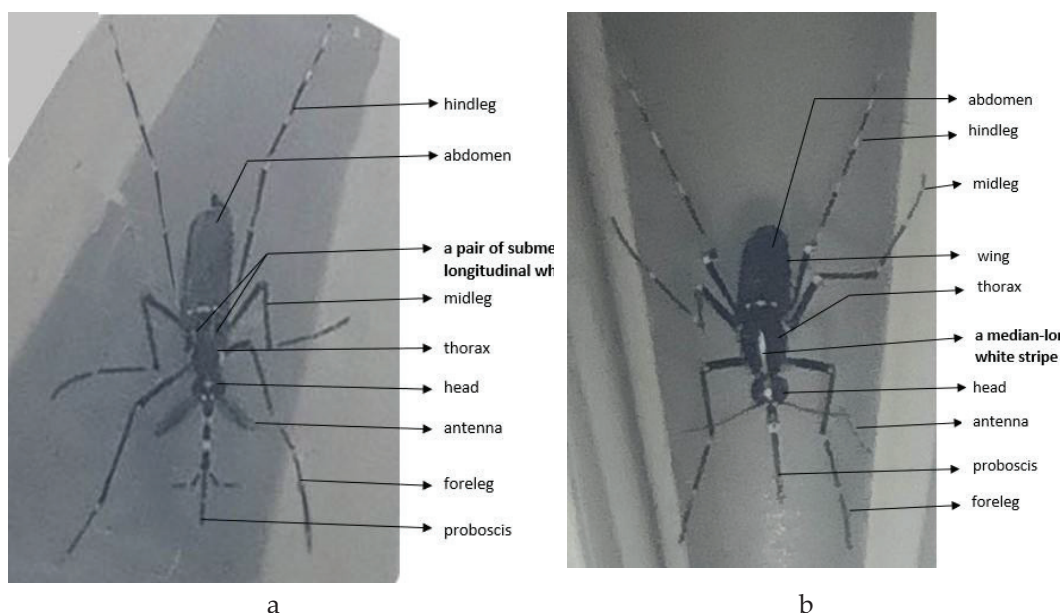 hindleg
abdomen
a pair of subme
longitudinal wh
midleg
thorax
head
antenna
foreleg
proboscis
a
abdomen
hindleg
midleg
wing
thorax
a median-lo
white stripe
head
antenna
proboscis
foreleg
b